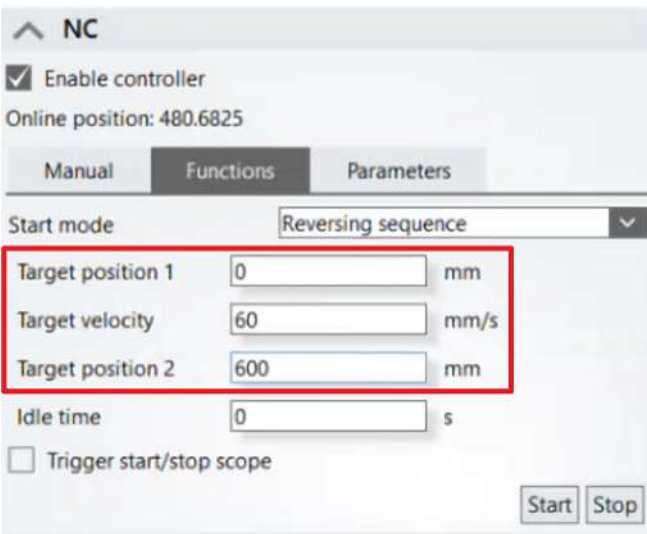 NC
Enable controller
Online position: 480.6825
Manual Functions Parameters
Start mode Reversing sequence
Target position 1 0 mm
Target velocity 60 mm/s
Target position 2 600 mm
Idle time 0 s
Trigger start/stop scope
Start Stop